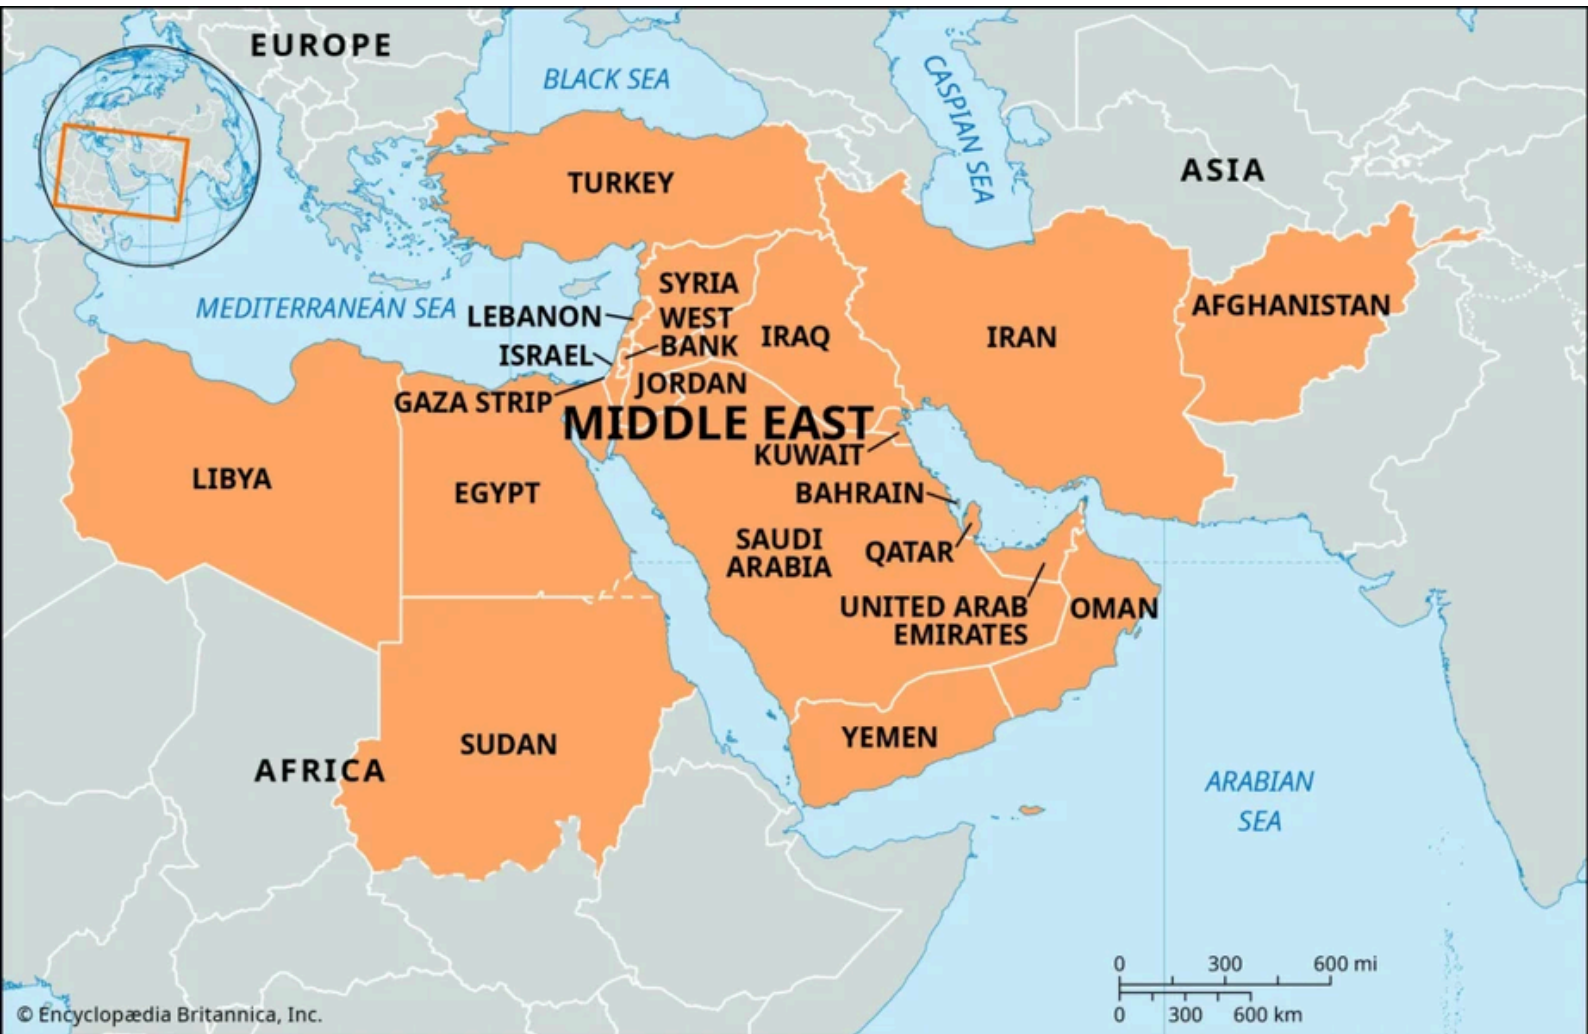 EUROPE
BLACK SEA
CASPIAN SEA
ASIA
TURKEY
SYRIA
AFGHANISTAN
MEDITERRANEAN SEA
LEBANON
WEST
BANK
IRAQ
IRAN
ISRAEL
JORDAN
GAZA STRIP
MIDDLE EAST
KUWAIT
LIBYA
EGYPT
BAHRAIN
SAUDI
ARABIA
QATAR
UNITED ARAB
EMIRATES
OMAN
YEMEN
SUDAN
AFRICA
ARABIAN
SEA
0 300 600 mi
0 300 600 km
© Encyclopædia Britannica, Inc.